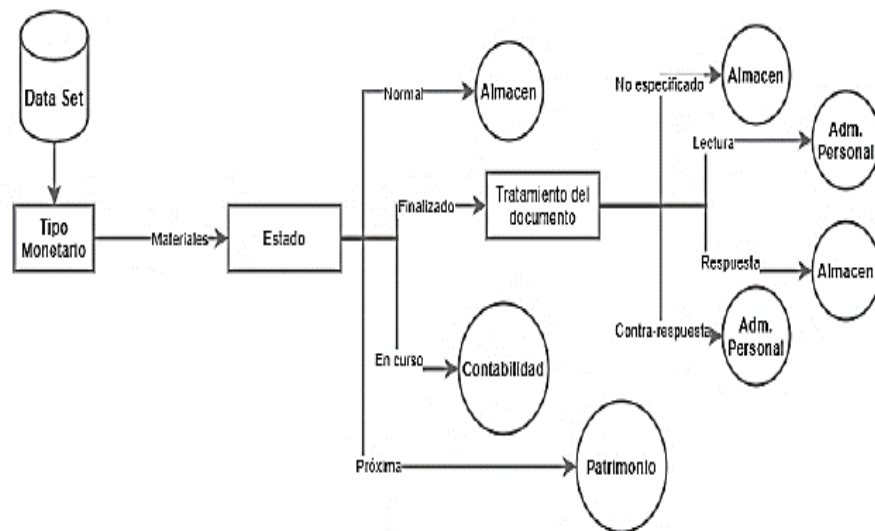 Data Set
Tipo
Monetario
Materiales
Estado
Normal
Almacen
Finalizado
Tratamiento del
documento
No especificado
Almacen
Lectura
Adm.
Personal
Respuesta
Almacen
Contra-respuesta
Adm.
Personal
En curso
Contabilidad
Próxima
Patrimonio